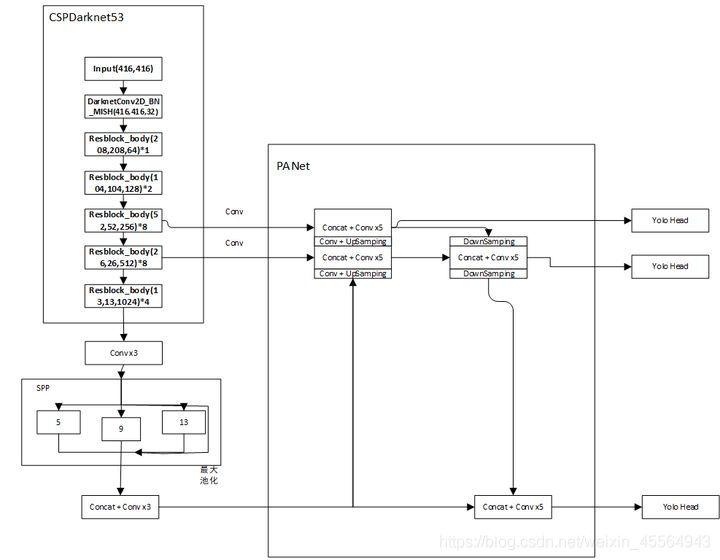 CSPDarknet53
Input(416,416)
DarknetConv2D_BN
_MISH(416,416,32)
Resblock_body(2
08,208,64)*1
Resblock_body(1
04,104,128)*2
Resblock_body(5
2,52,256)*8
Resblock_body(2
6,26,512)*8
Resblock_body(1
3,13,1024)*4
Conv x3
SPP
5
9
13
最大
池化
Concat + Conv x3
Conv
Conv
PANet
Concat + Conv x5
Conv + UpSamping
Concat + Conv x5
Conv + UpSamping
DownSamping
Concat + Conv x5
DownSamping
Concat + Conv x5
Yolo Head
Yolo Head
Yolo Head
https://blog.csdn.net/weixin_45564943